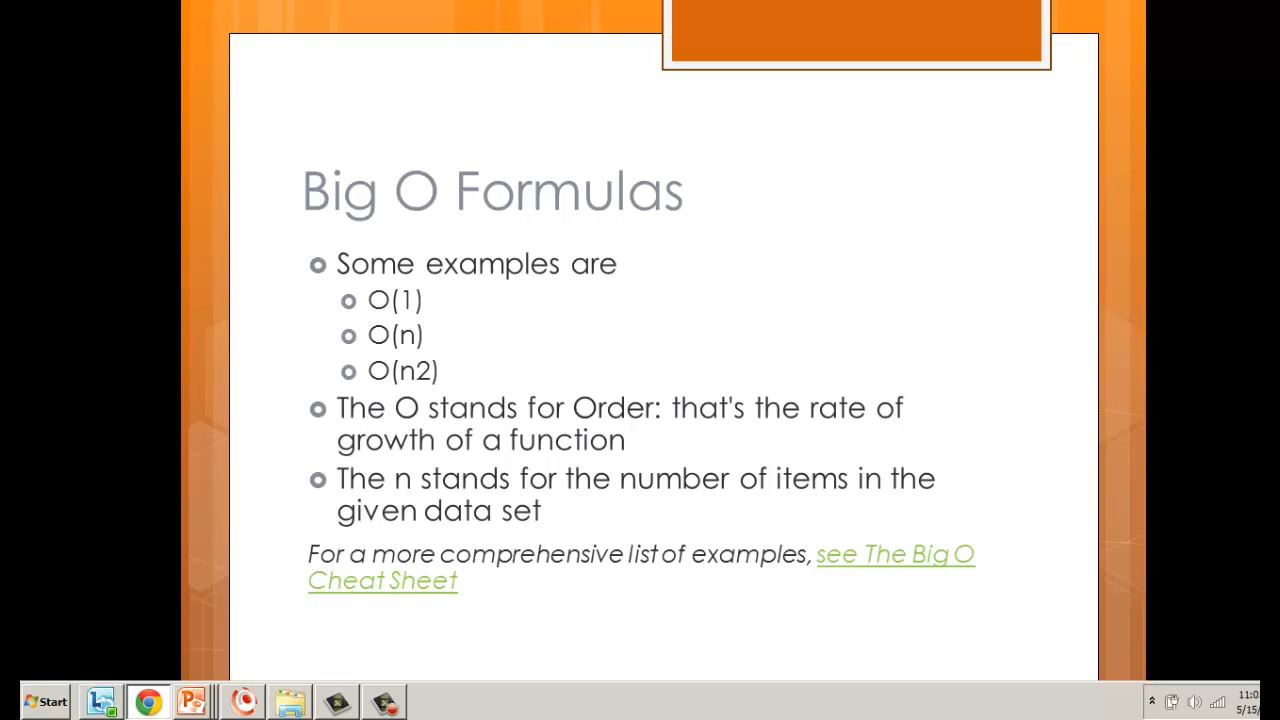 Big O Formulas
Some examples are
O(1)
O(n)
O(n2)
The O stands for Order: that's the rate of
growth of a function
The n stands for the number of items in the
given data set
For a more comprehensive list of examples, see The Big O
Cheat Sheet
Start
11:0
5/15/